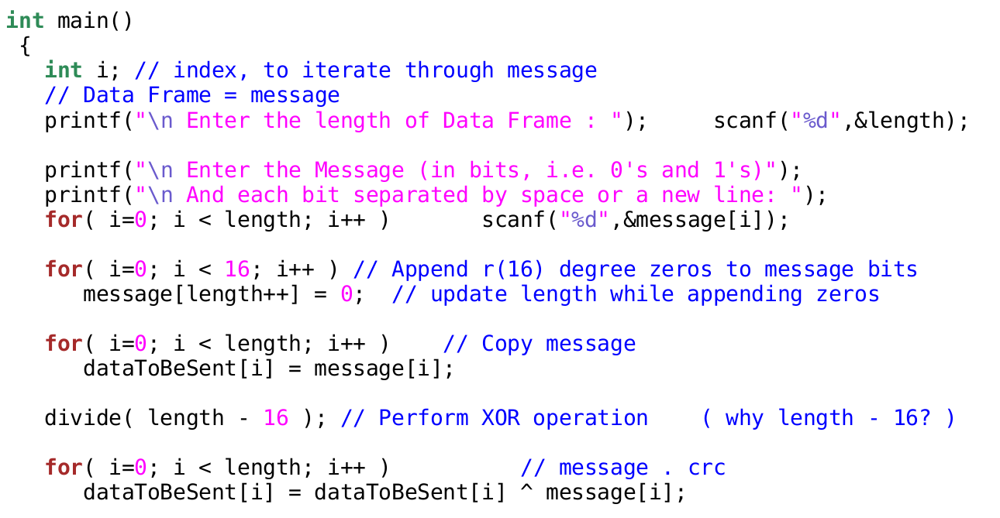 int main()
{
int i; // index, to iterate through message
// Data Frame = message
printf("\n Enter the length of Data Frame : ");     scanf("%d",&length);
printf("\n Enter the Message (in bits, i.e. 0's and 1's)");
printf("\n And each bit separated by space or a new line: ");
for( i=0; i < length; i++ )       scanf("%d",&message[i]);
for( i=0; i < 16; i++ ) // Append r(16) degree zeros to message bits
message[length++] = 0;  // update length while appending zeros
for( i=0; i < length; i++ )    // Copy message
dataToBeSent[i] = message[i];
divide( length - 16 ); // Perform XOR operation    ( why length - 16? )
for( i=0; i < length; i++ )          // message . crc
dataToBeSent[i] = dataToBeSent[i] ^ message[i];